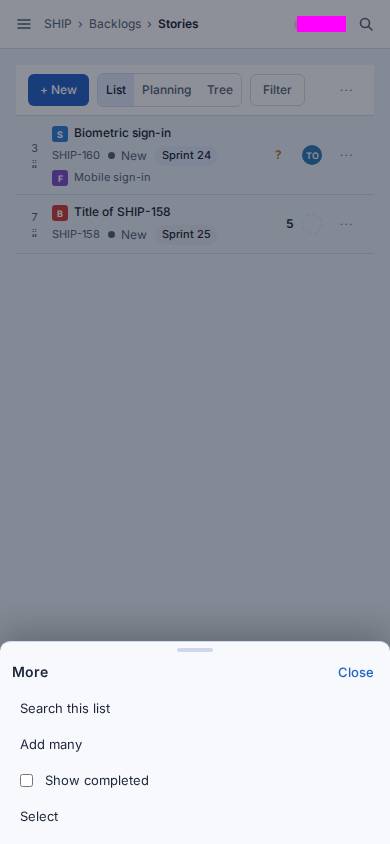 SHIP › Backlogs › Stories
+ New List Planning Tree Filter ...
3 S Biometric sign-in
SHIP-160 New Sprint 24 ? TO ...
F Mobile sign-in
7 B Title of SHIP-158
SHIP-158 New Sprint 25 5 ...
More Close
Search this list
Add many
Show completed
Select